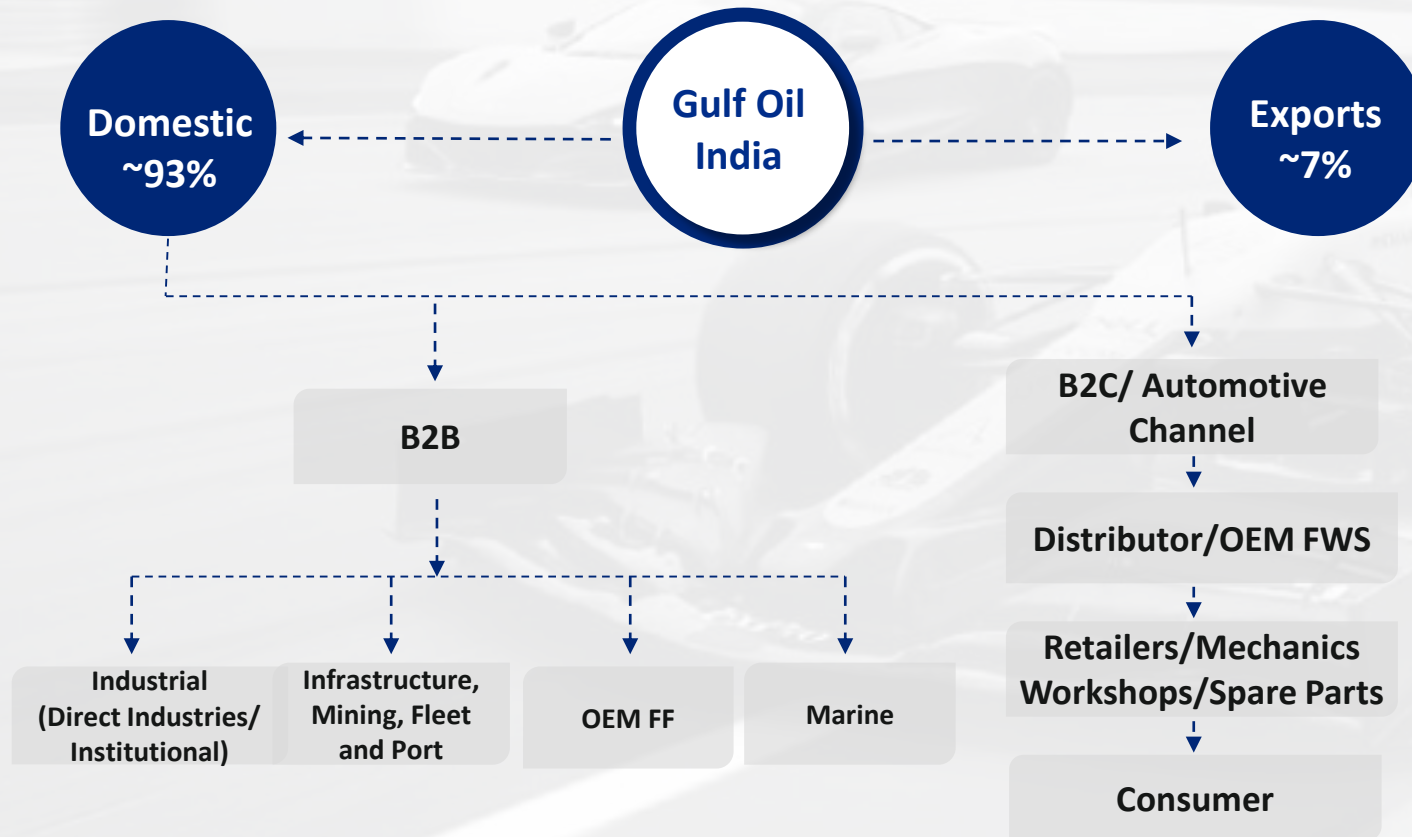 Domestic
~93%
Gulf Oil
India
Exports
~7%
B2B
B2C/ Automotive
Channel
Distributor/OEM FWS
Retailers/Mechanics
Workshops/Spare Parts
Consumer
Industrial
(Direct Industries/
Institutional)
Infrastructure,
Mining, Fleet
and Port
OEM FF
Marine